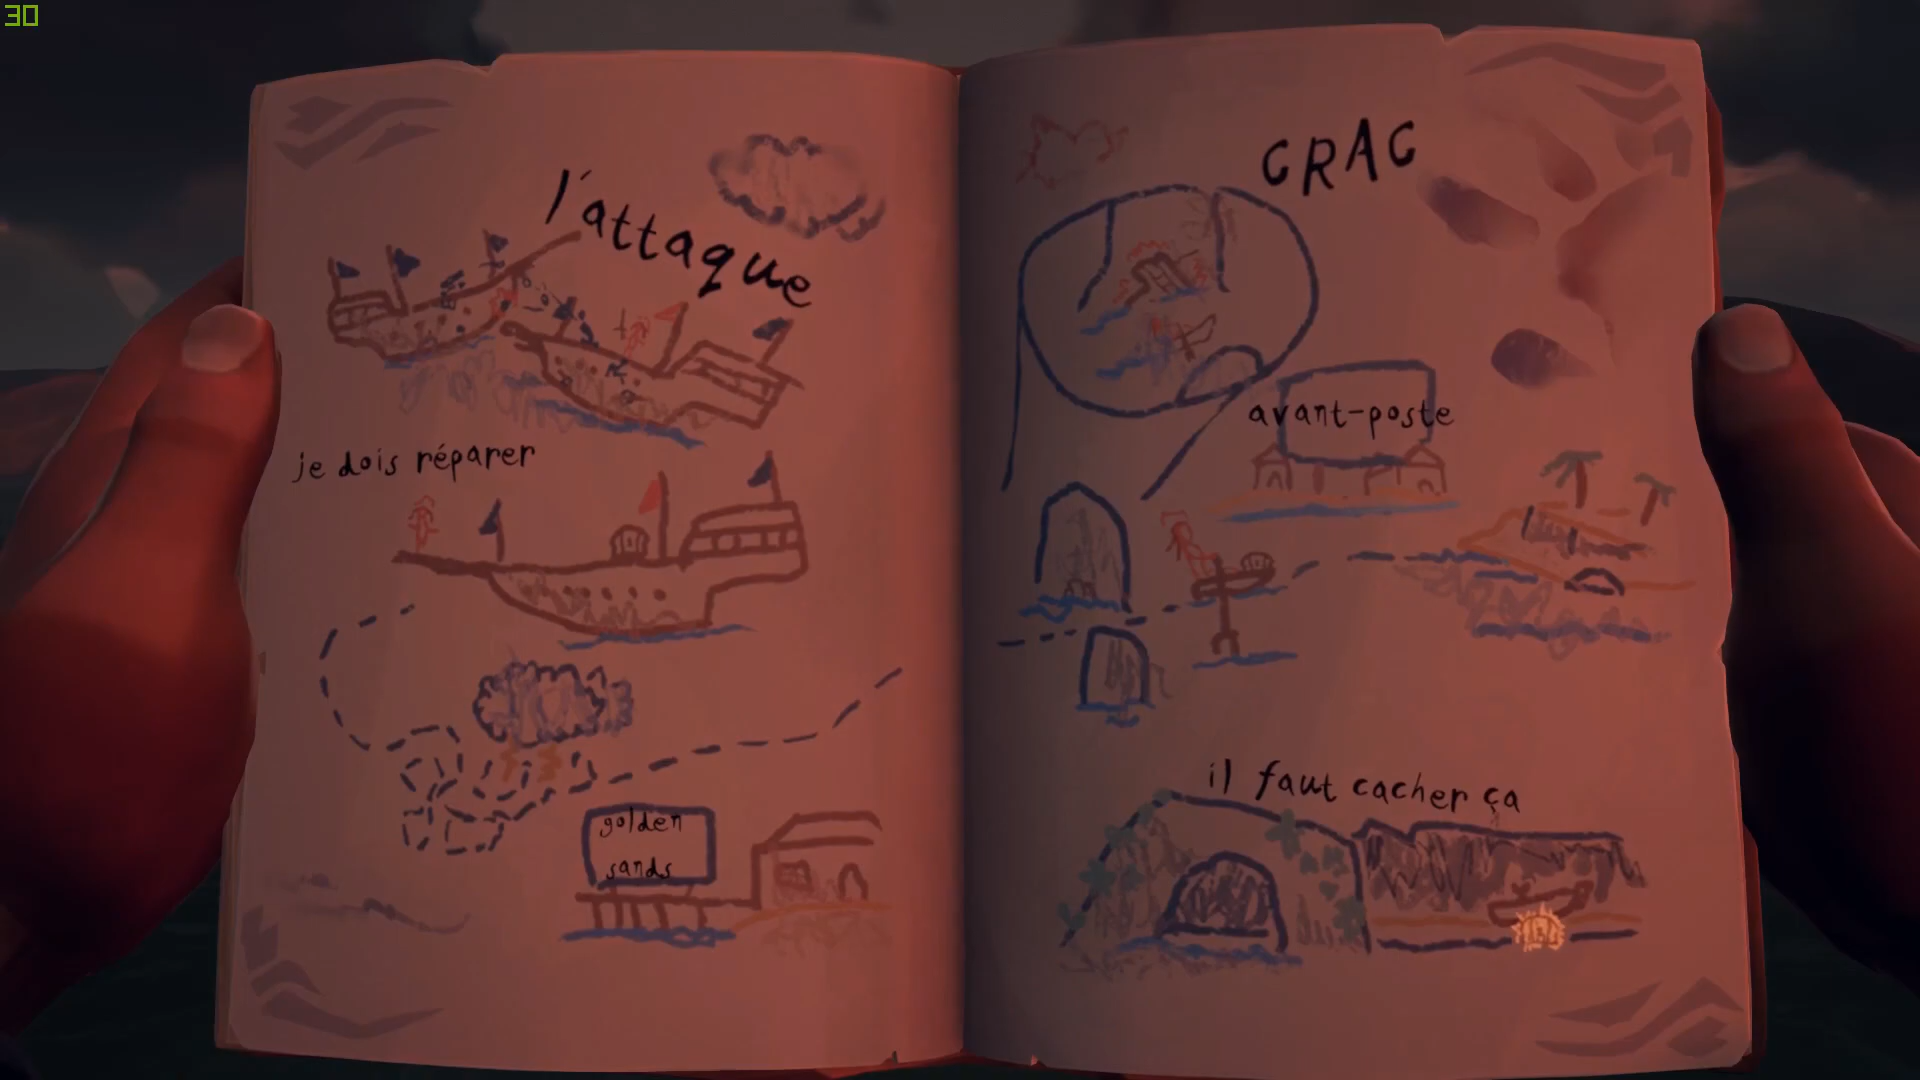 30
l'attaque
je dois réparer
golden
sands
CRAC
avant-poste
il faut cacher ça